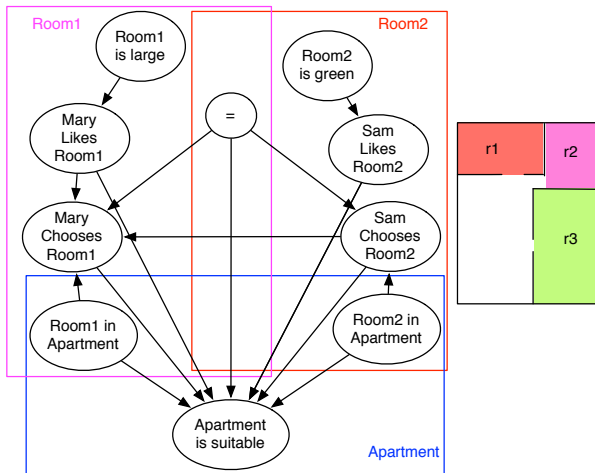 Room1
Room2
Room1
is large
Room2
is green
=
Mary
Likes
Room1
Sam
Likes
Room2
r1
r2
r3
Mary
Chooses
Room1
Sam
Chooses
Room2
Room1 in
Apartment
Room2 in
Apartment
Apartment
is suitable
Apartment